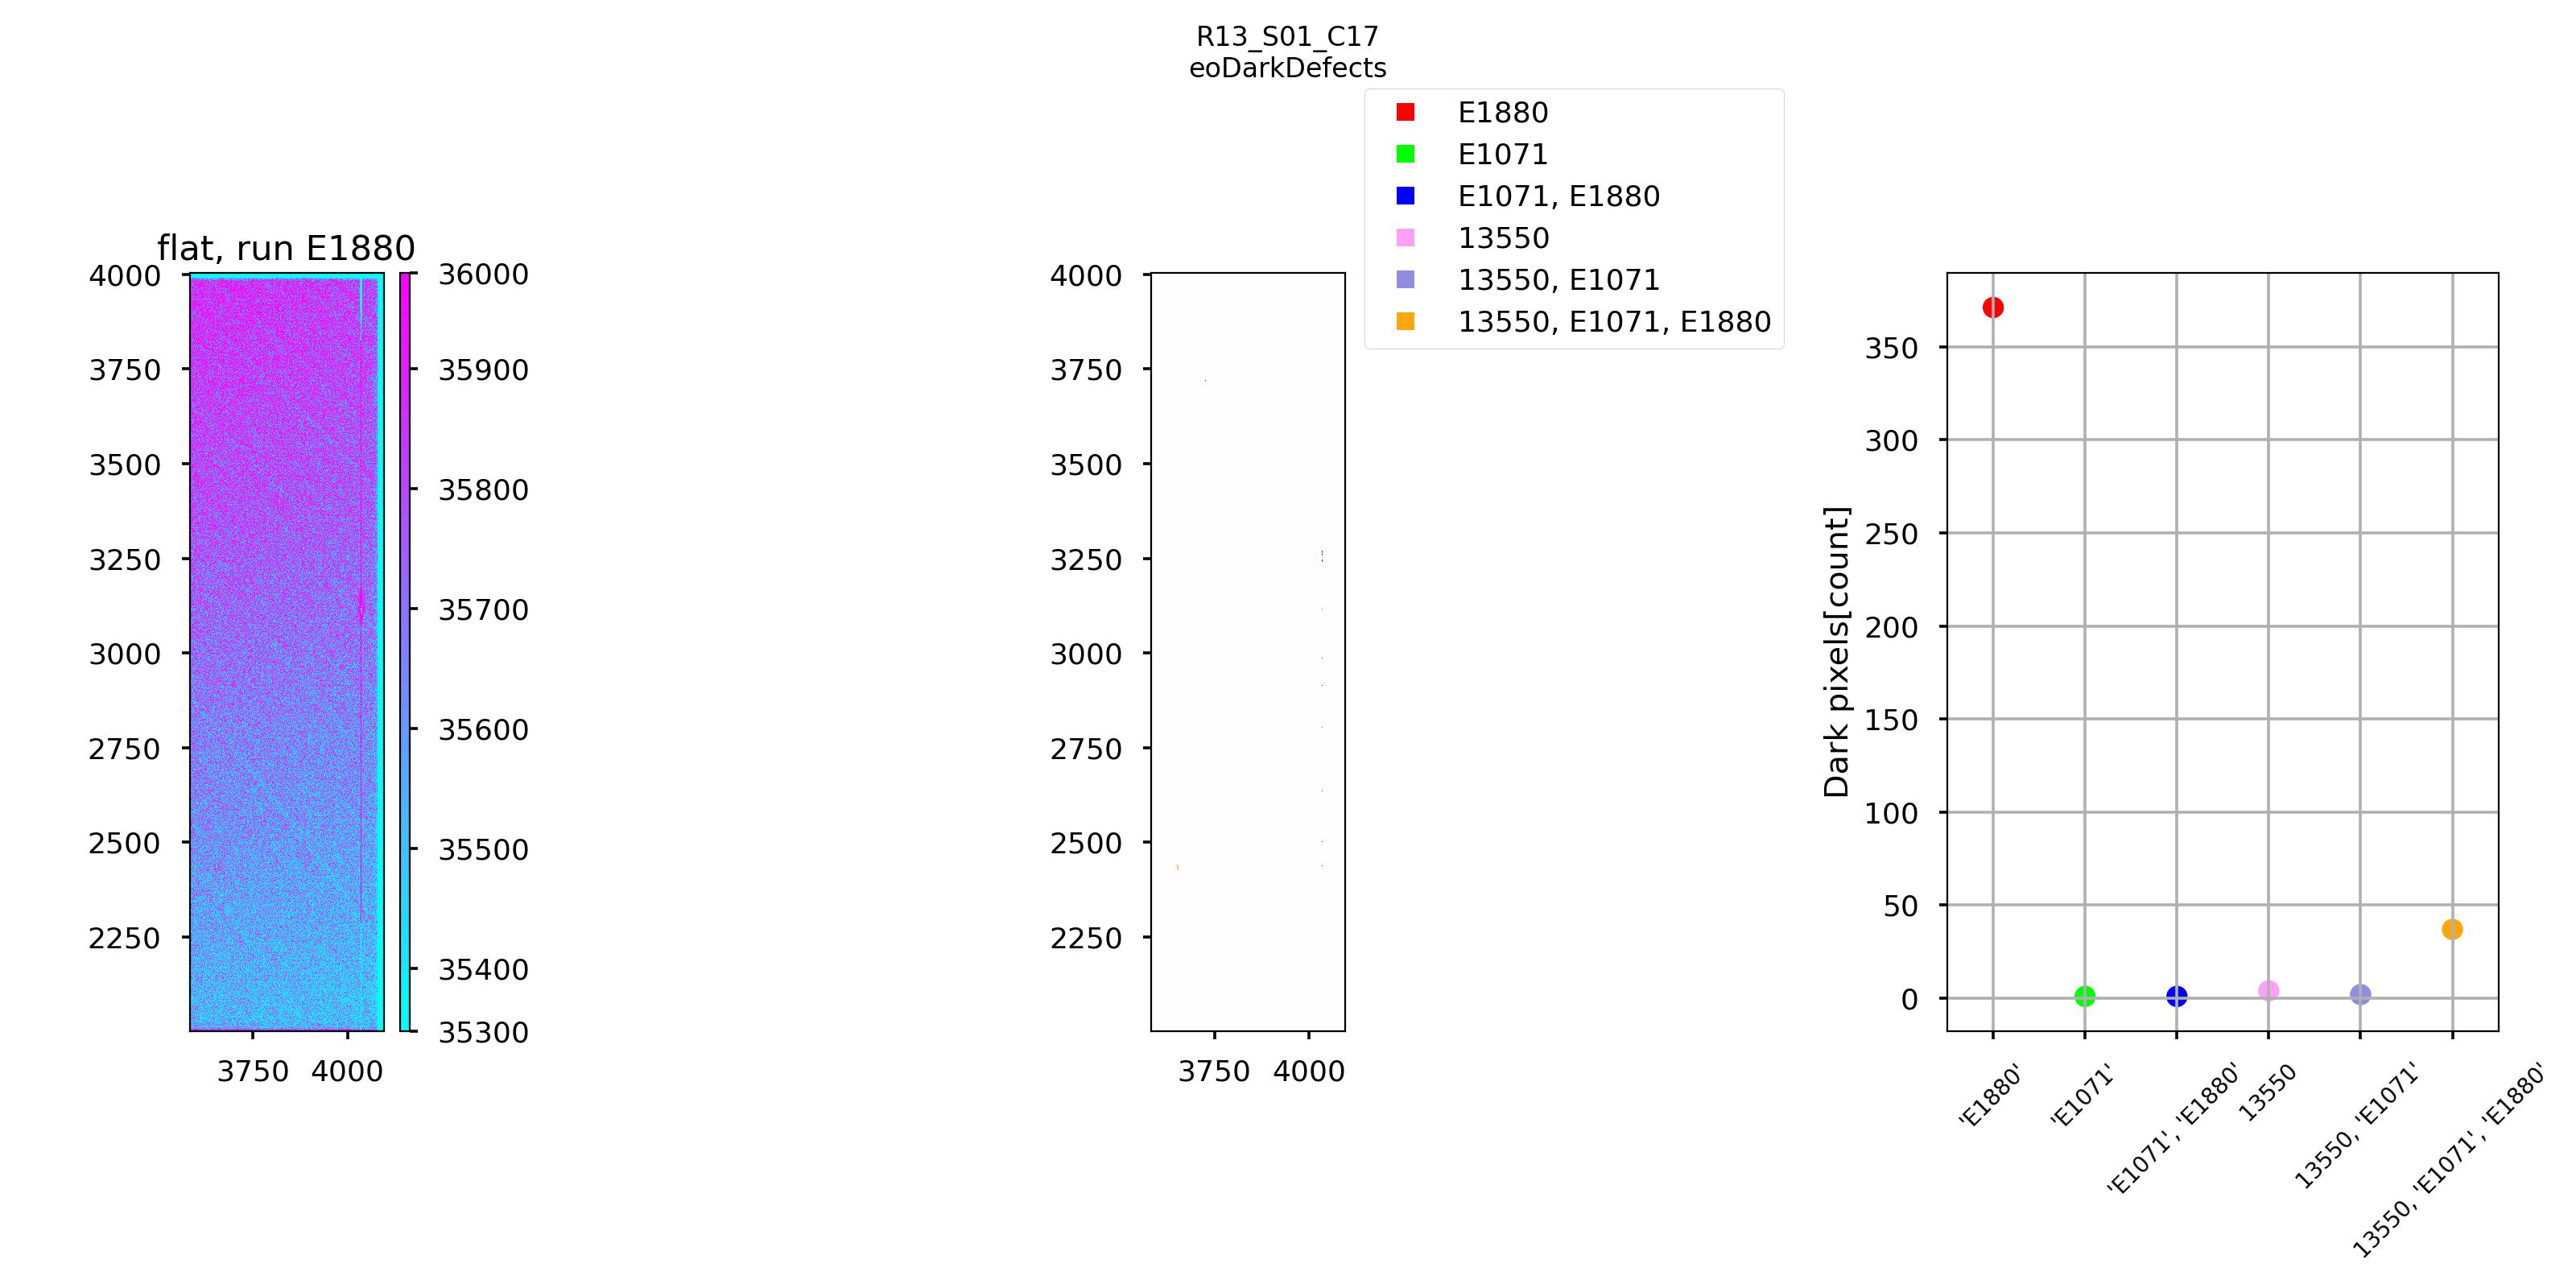 R13_S01_C17
eoDarkDefects
E1880
E1071
E1071, E1880
13550
13550, E1071
13550, E1071, E1880
flat, run E1880
4000
3750
3500
3250
3000
2750
2500
2250
3750 4000
36000
35900
35800
35700
35600
35500
35400
35300
4000
3750
3500
3250
3000
2750
2500
2250
3750 4000
Dark pixels[count]
350
300
250
200
150
100
50
0
'E1880'
'E1071'
'E1071', 'E1880'
13550
13550, 'E1071'
13550, 'E1071', 'E1880'